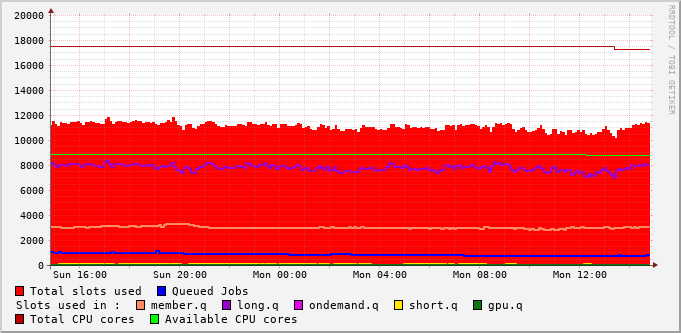 20000
18000
16000
14000
12000
10000
8000
6000
4000
2000
0
Sun 16:00 Sun 20:00 Mon 00:00 Mon 04:00 Mon 08:00 Mon 12:00
RRDTOOL / TOBI OETIKER
Total slots used Queued Jobs
Slots used in : member.q long.q ondemand.q short.q gpu.q
Total CPU cores Available CPU cores